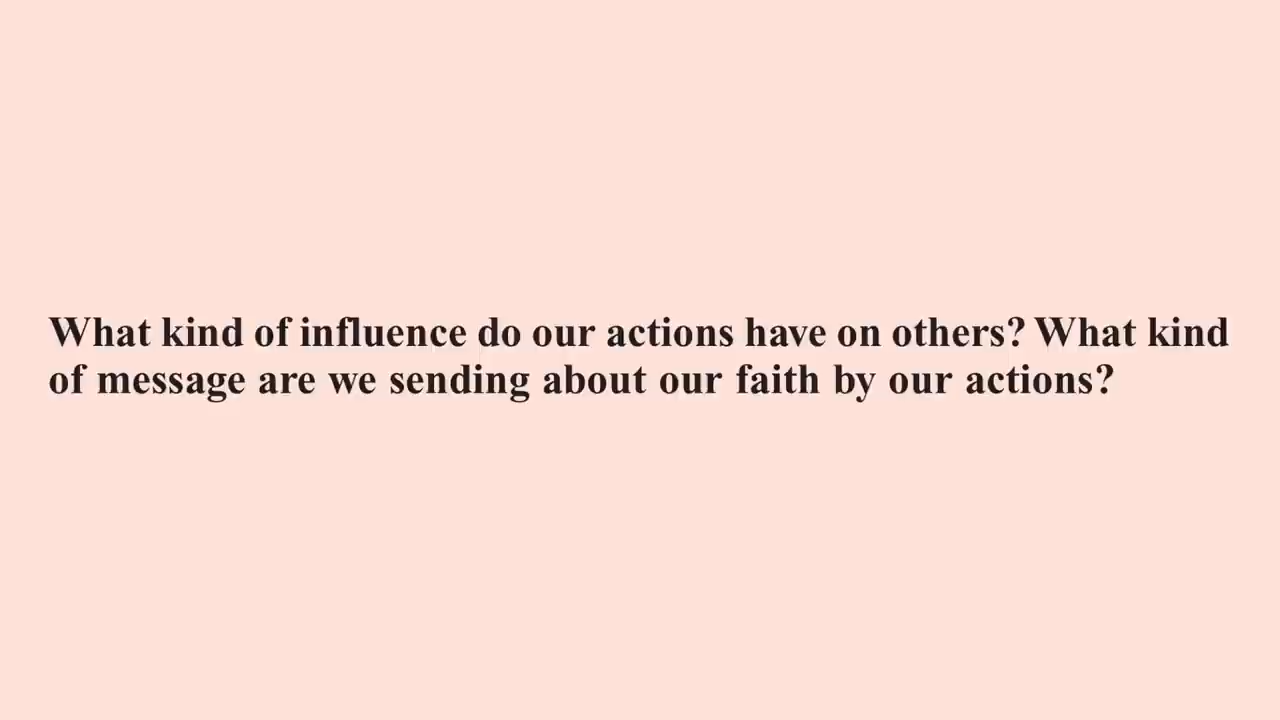 What kind of influence do our actions have on others? What kind
of message are we sending about our faith by our actions?